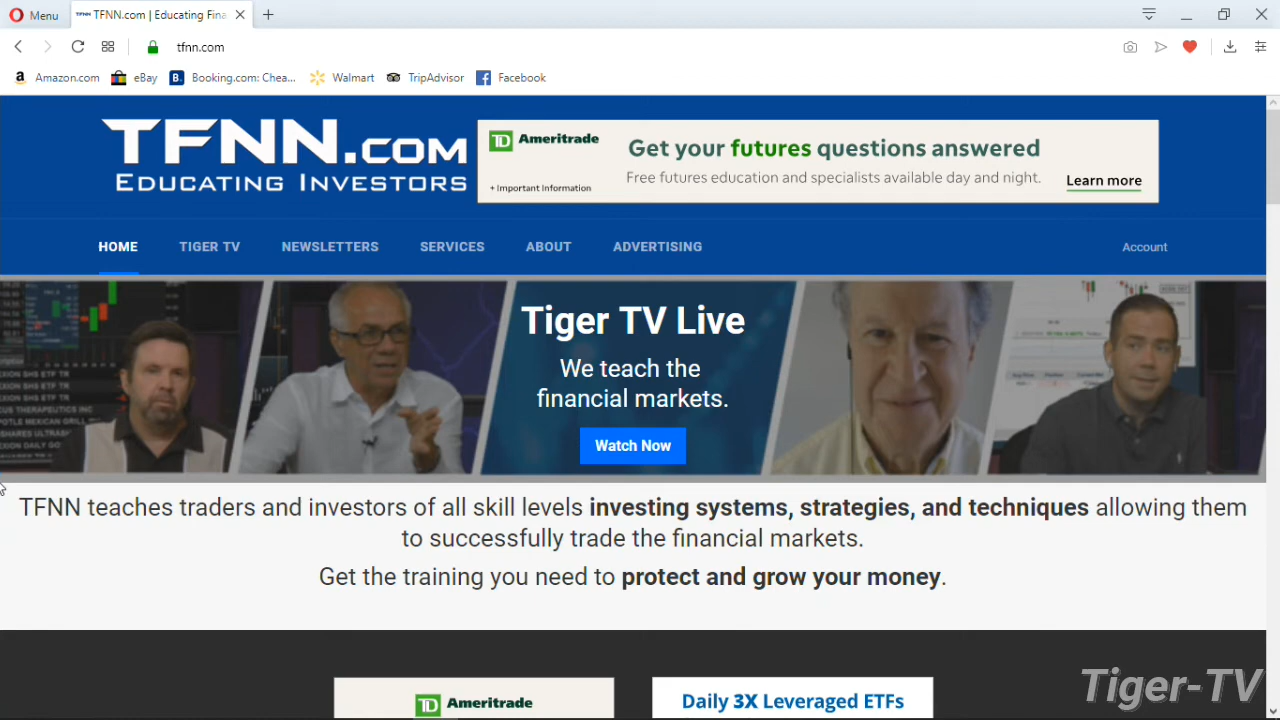 Menu
TFNN.com | Educating Fina
tfnn.com
Amazon.com
eBay
Booking.com: Chea...
Walmart
TripAdvisor
Facebook
TFNN.COM
EDUCATING INVESTORS
TD Ameritrade
+ Important Information
Get your futures questions answered
Free futures education and specialists available day and night.
Learn more
HOME
TIGER TV
NEWSLETTERS
SERVICES
ABOUT
ADVERTISING
Account
Tiger TV Live
We teach the
financial markets.
Watch Now
TFNN teaches traders and investors of all skill levels investing systems, strategies, and techniques allowing them
to successfully trade the financial markets.
Get the training you need to protect and grow your money.
TD Ameritrade
Daily 3X Leveraged ETFs
Tiger-TV